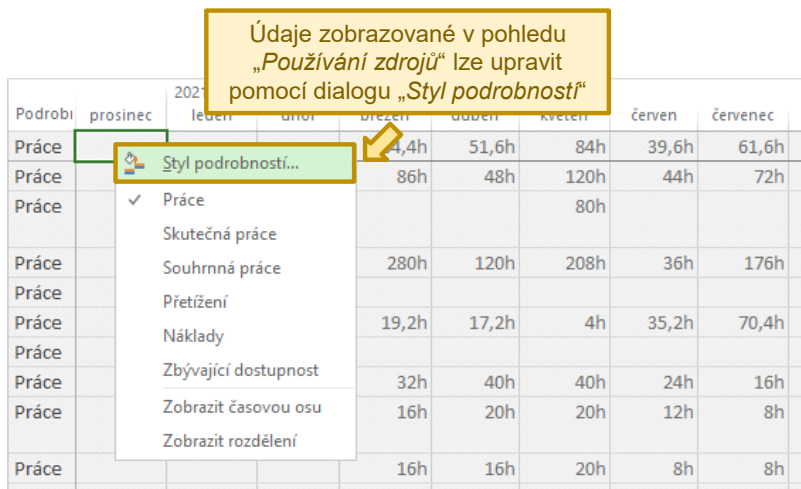 Údaje zobrazované v pohledu
„Používání zdrojů“ lze upravit
pomocí dialogu „Styl podrobností“
2021
Podrobı prosinec leden únor březen duben květen červen červenec
Práce 4,4h 51,6h 84h 39,6h 61,6h
Styl podrobností...
Práce 86h 48h 120h 44h 72h
Práce
Práce 80h
Skutečná práce
Souhrnná práce
Práce 280h 120h 208h 36h 176h
Práce
Přetížení
Práce 19,2h 17,2h 4h 35,2h 70,4h
Náklady
Práce
Zbývající dostupnost
Práce 32h 40h 40h 24h 16h
Zobrazit časovou osu
Práce 16h 20h 20h 12h 8h
Zobrazit rozdělení
Práce 16h 16h 20h 8h 8h